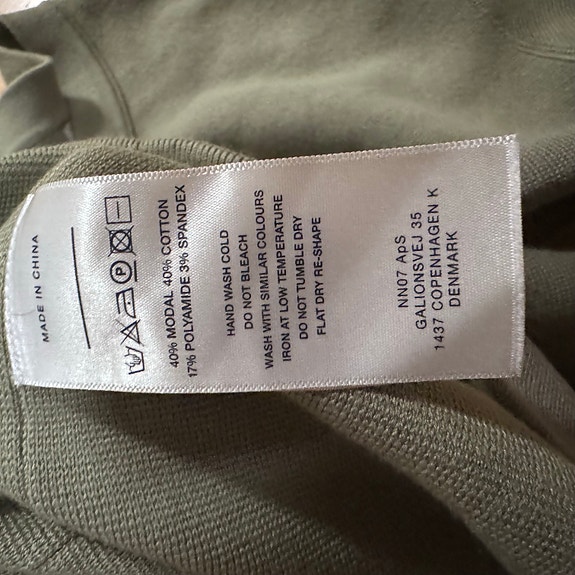 MADE IN CHINA
P
40% MODAL 40% COTTON
17% POLYAMIDE 3% SPANDEX
HAND WASH COLD
DO NOT BLEACH
WASH WITH SIMILAR COLOURS
IRON AT LOW TEMPERATURE
DO NOT TUMBLE DRY
FLAT DRY RE-SHAPE
NN07 ApS
GALIONSVEJ 35
1437 COPENHAGEN K
DENMARK